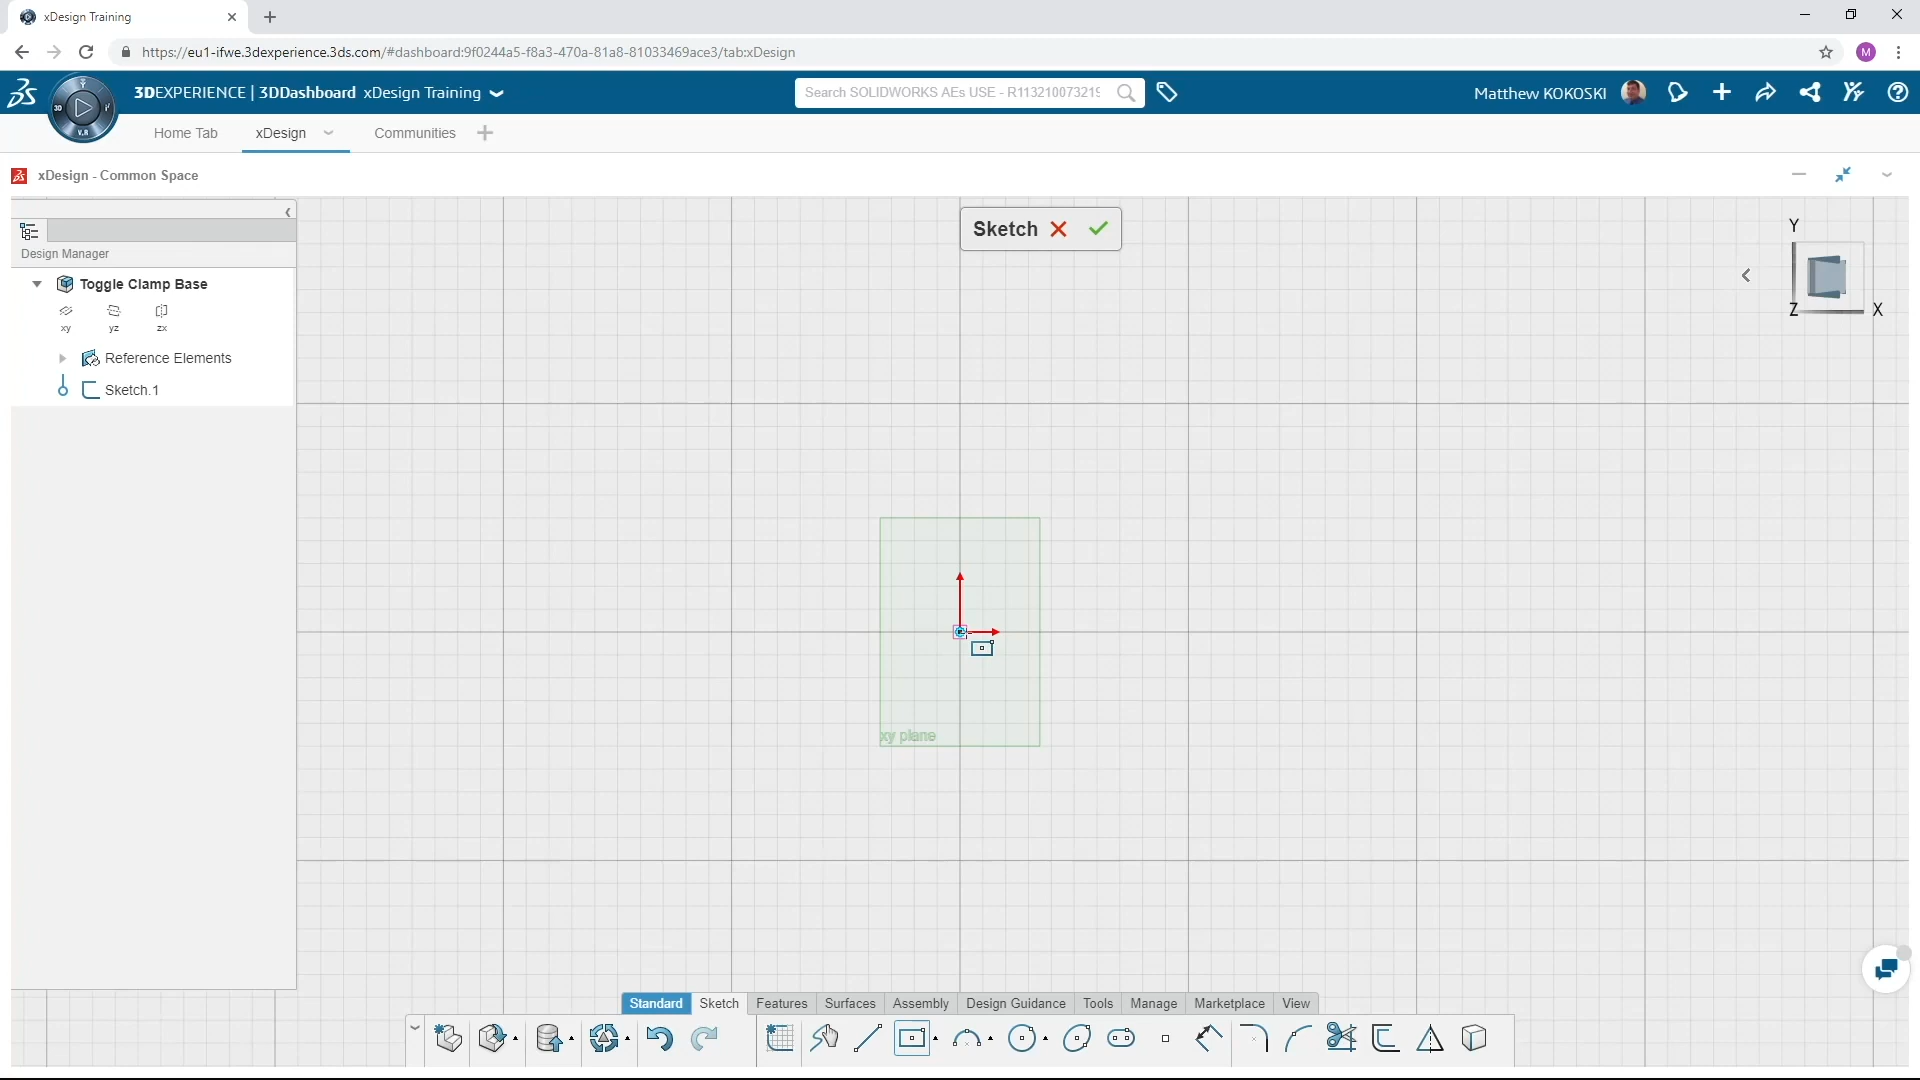 xDesign Training
https://eu1-ifwe.3dexperience.3ds.com/#dashboard:9f0244a5-f8a3-470a-81a8-81033469ace3/tab:xDesign
M
3D
V.R
3DEXPERIENCE | 3DDashboard xDesign Training
Search SOLIDWORKS AEs USE - R11321007321
Matthew KOKOSKI
Home Tab
xDesign
Communities
xDesign - Common Space
Sketch
Design Manager
Toggle Clamp Base
xy
yz
zx
Reference Elements
Sketch.1
Y
Z
X
xy plane
Standard
Sketch
Features
Surfaces
Assembly
Design Guidance
Tools
Manage
Marketplace
View